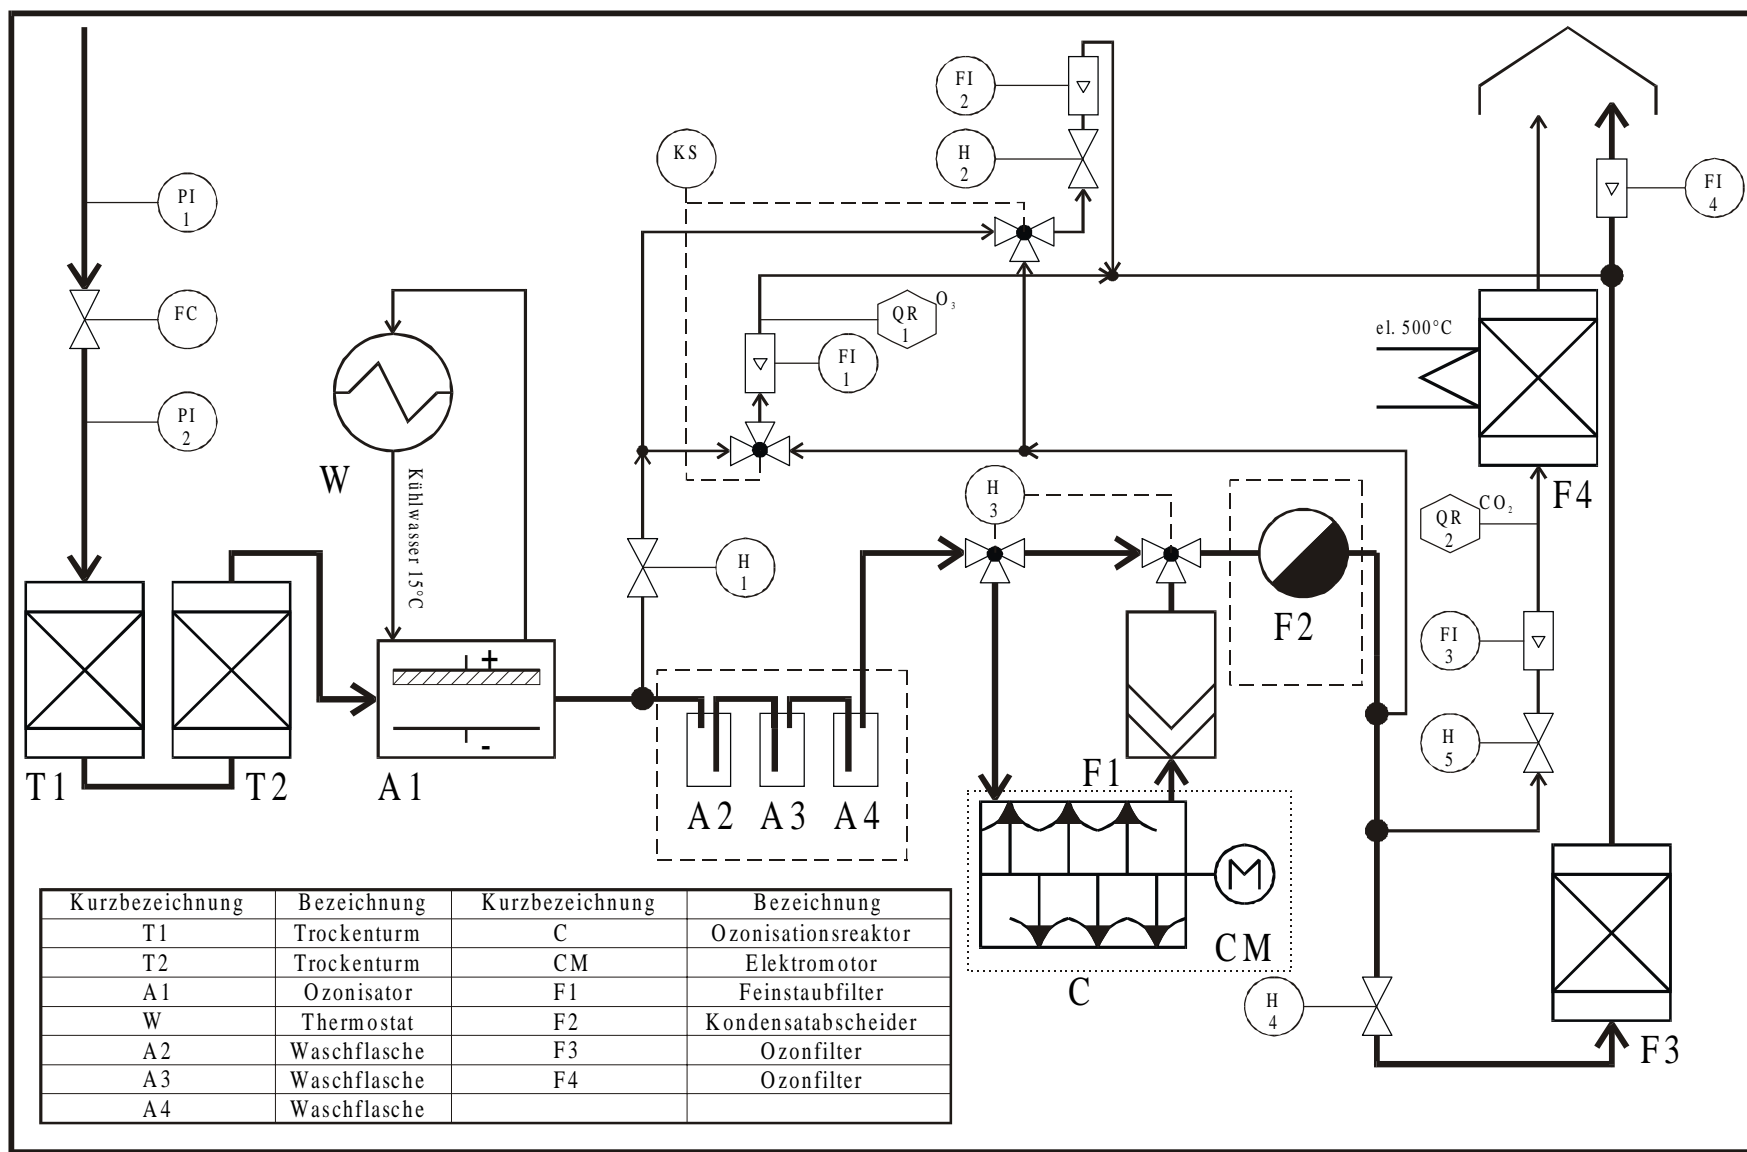 FI
2
H
2
KS
PI
1
FI
4
FC
QR
1
O₃
FI
1
el. 500°C
PI
2
W
Kühlwasser 15°C
H
3
F4
QR
2
CO₂
H
1
F2
FI
3
H
5
+
-
T1
T2
A1
A2
A3
A4
F1
M
CM
C
H
4
F3
Kurzbezeichnung Bezeichnung Kurzbezeichnung Bezeichnung
T1 Trockenturm C Ozonisationsreaktor
T2 Trockenturm CM Elektromotor
A1 Ozonisator F1 Feinstaubfilter
W Thermostat F2 Kondensatabscheider
A2 Waschflasche F3 Ozonfilter
A3 Waschflasche F4 Ozonfilter
A4 Waschflasche